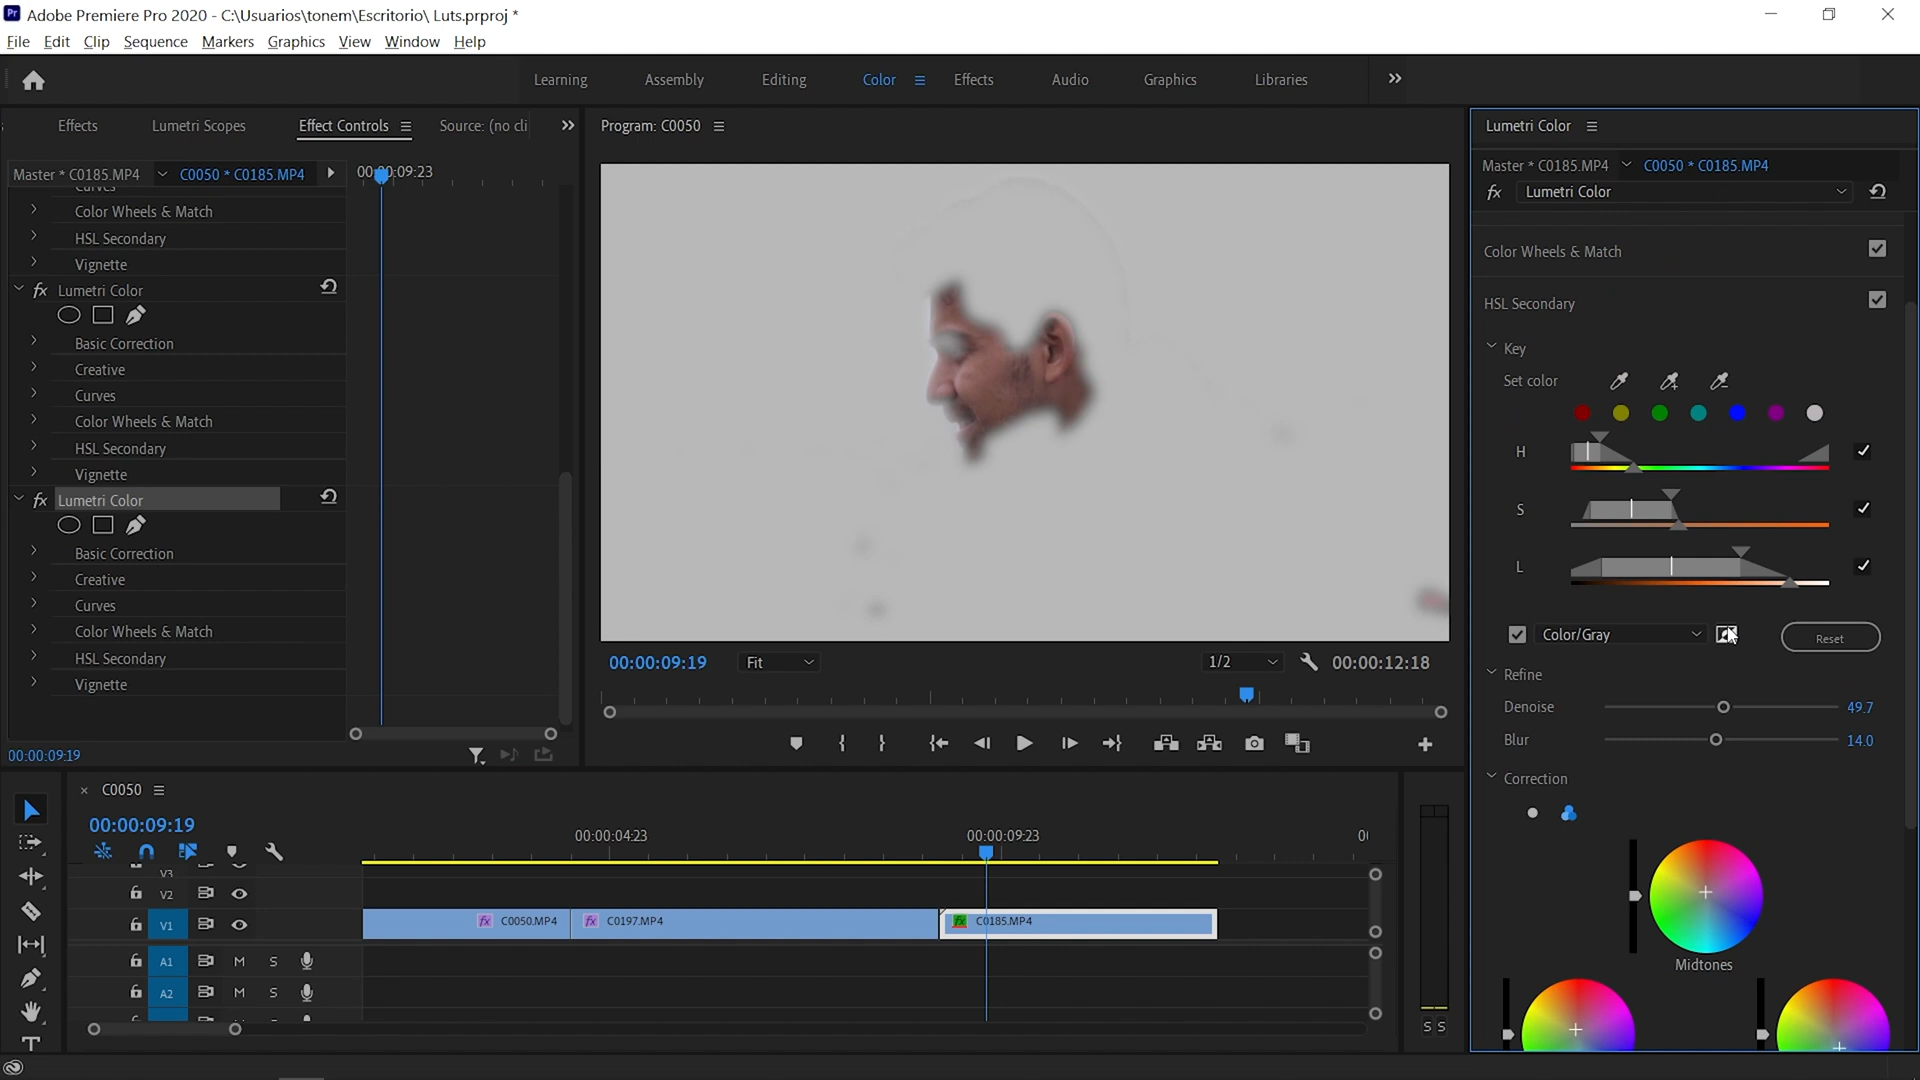 Pr Adobe Premiere Pro 2020 - C:\Usuarios\tonem\Escritorio\ Luts.prproj *
File Edit Clip Sequence Markers Graphics View Window Help
Learning Assembly Editing Color Effects Audio Graphics Libraries
Effects Lumetri Scopes Effect Controls Source: (no cli
Master * C0185.MP4 C0050 * C0185.MP4
Curves
Color Wheels & Match
HSL Secondary
Vignette
fx Lumetri Color
Basic Correction
Creative
Curves
Color Wheels & Match
HSL Secondary
Vignette
fx Lumetri Color
Basic Correction
Creative
Curves
Color Wheels & Match
HSL Secondary
Vignette
00:00:09:19
Program: C0050
00:00:09:19 Fit 1/2 00:00:12:18
Lumetri Color
Master * C0185.MP4 C0050 * C0185.MP4
fx Lumetri Color
Color Wheels & Match
HSL Secondary
Key
Set color
H
S
L
Color/Gray Reset
Refine
Denoise 49.7
Blur 14.0
Correction
Midtones
× C0050
00:00:09:19
00:00:04:23 00:00:09:23
V3
V2
V1 fx C0050.MP4 fx C0197.MP4 fx C0185.MP4
A1 M S
A2 M S
S S